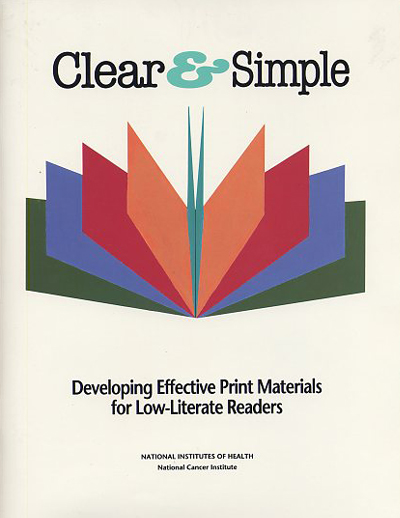 Clear & Simple
Developing Effective Print Materials
for Low-Literate Readers
NATIONAL INSTITUTES OF HEALTH
National Cancer Institute